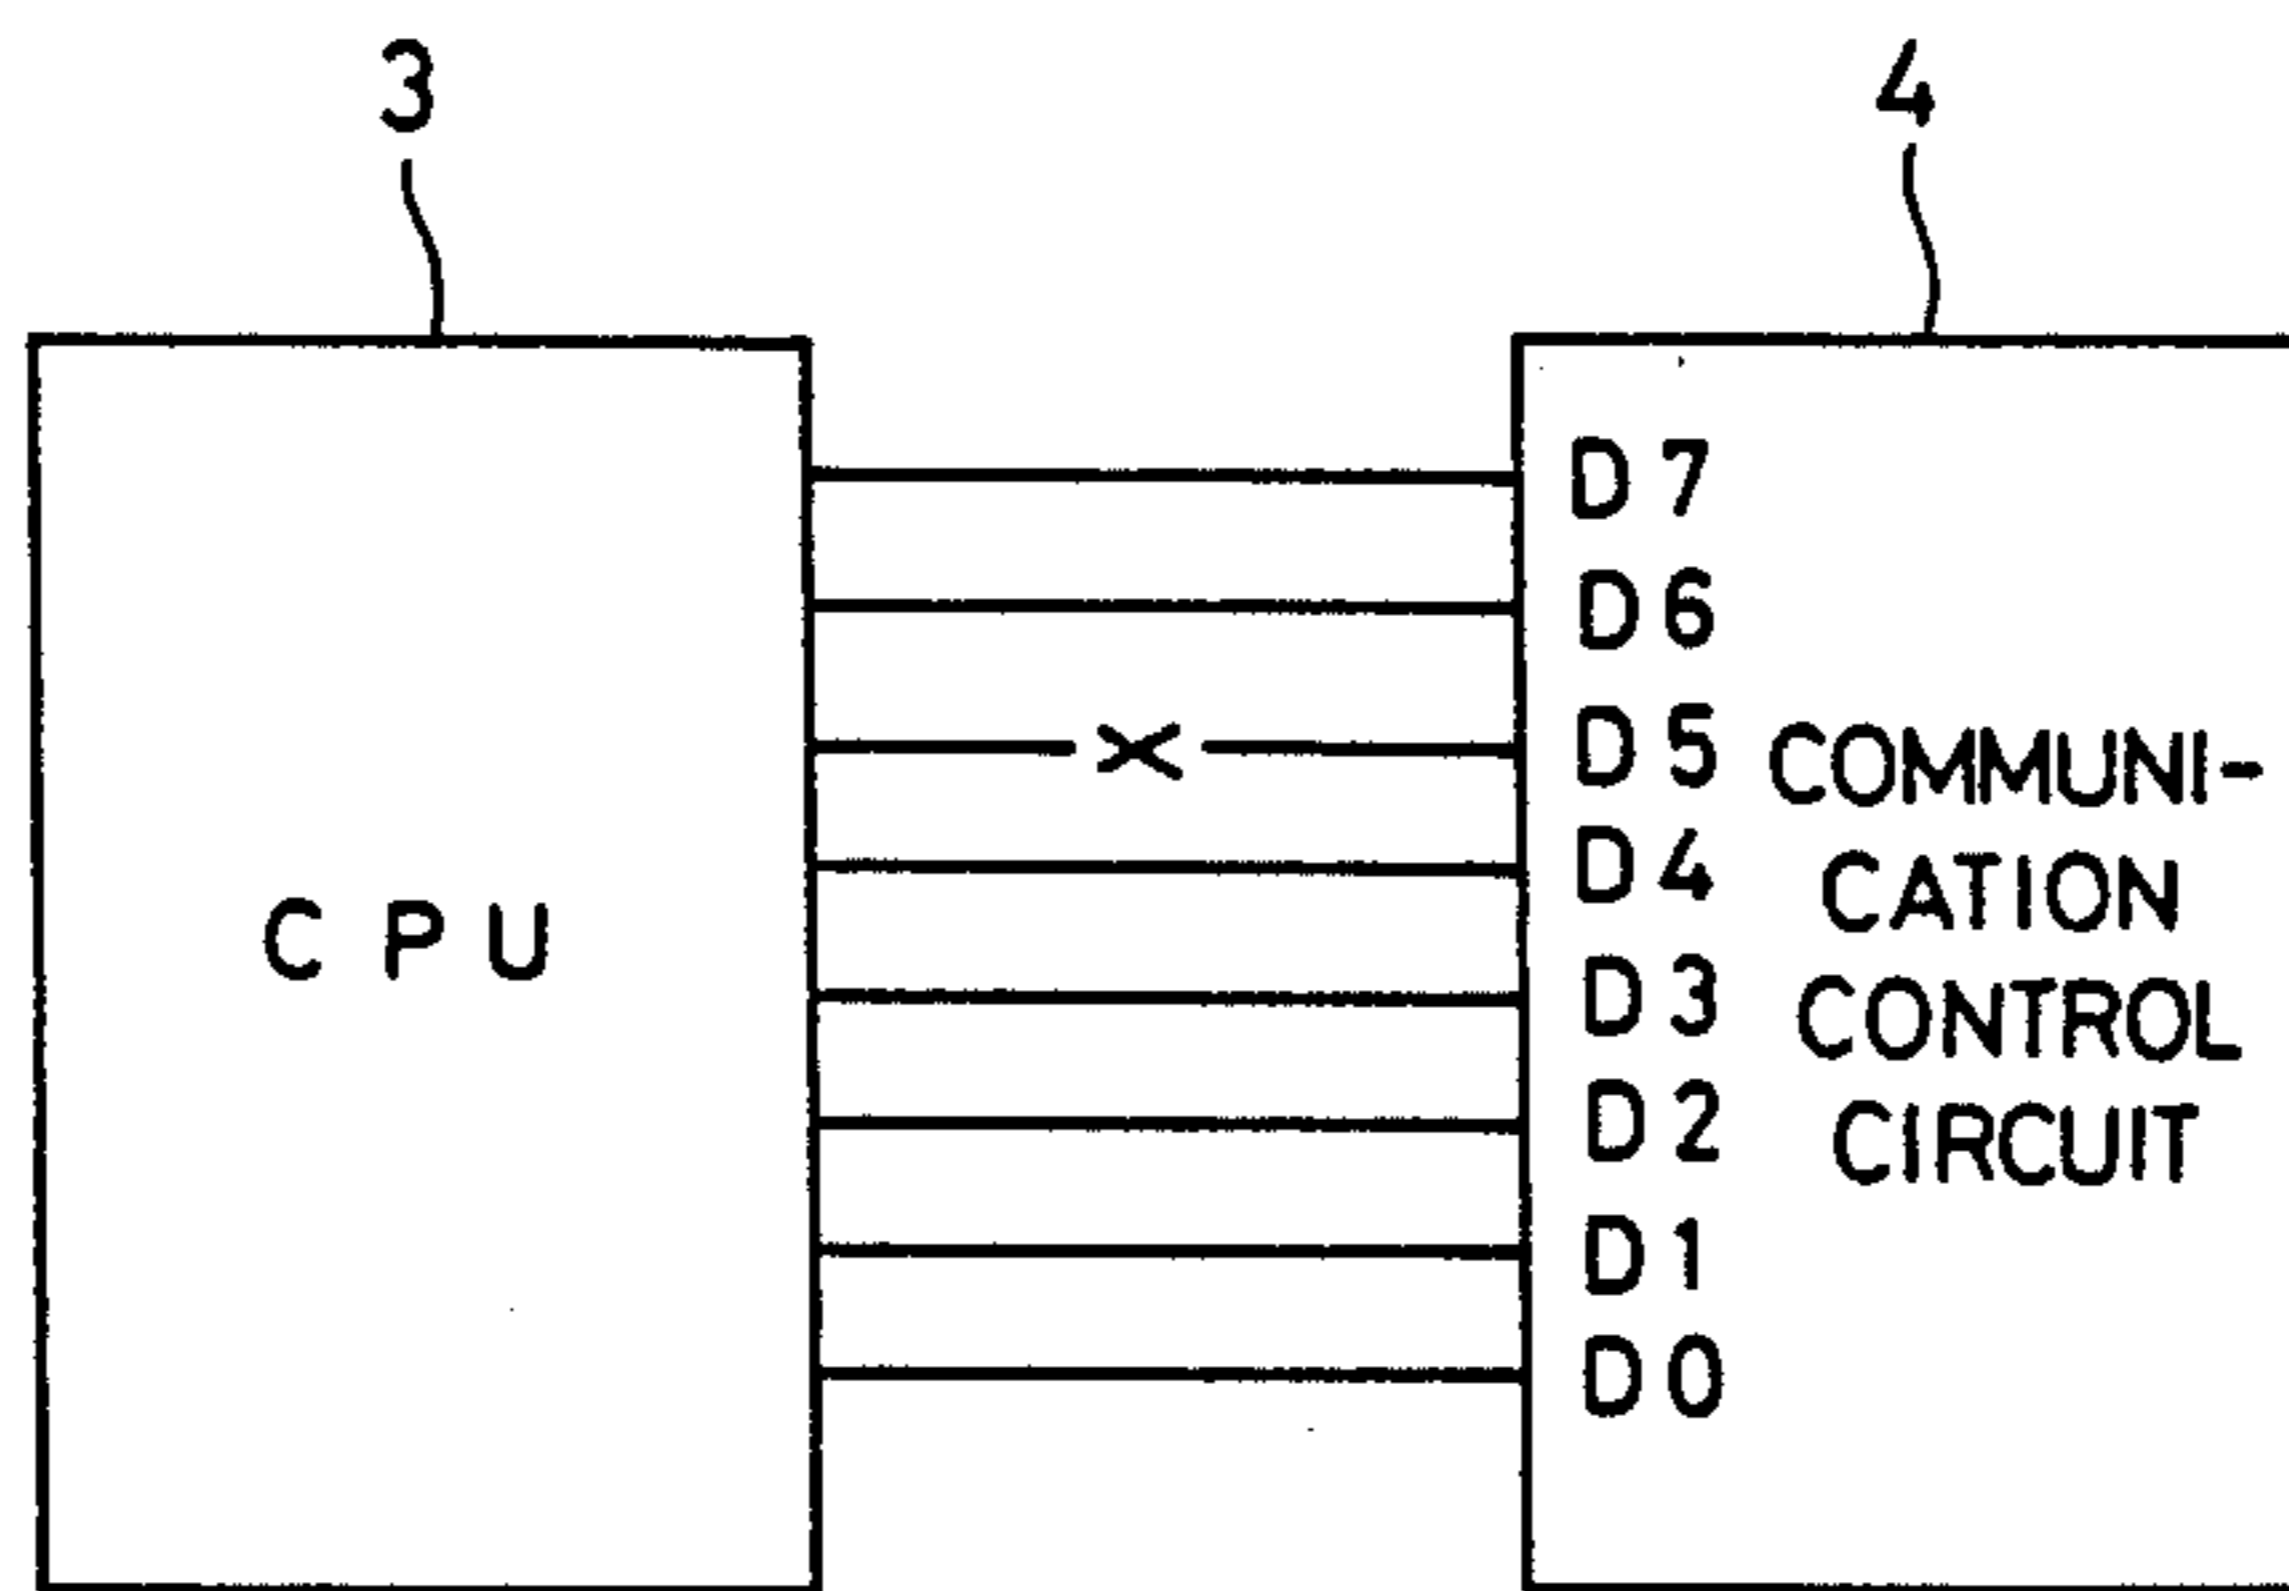 3
4
D7
D6
D5
D4
D3
D2
D1
D0
CPU
COMMUNI-
CATION
CONTROL
CIRCUIT